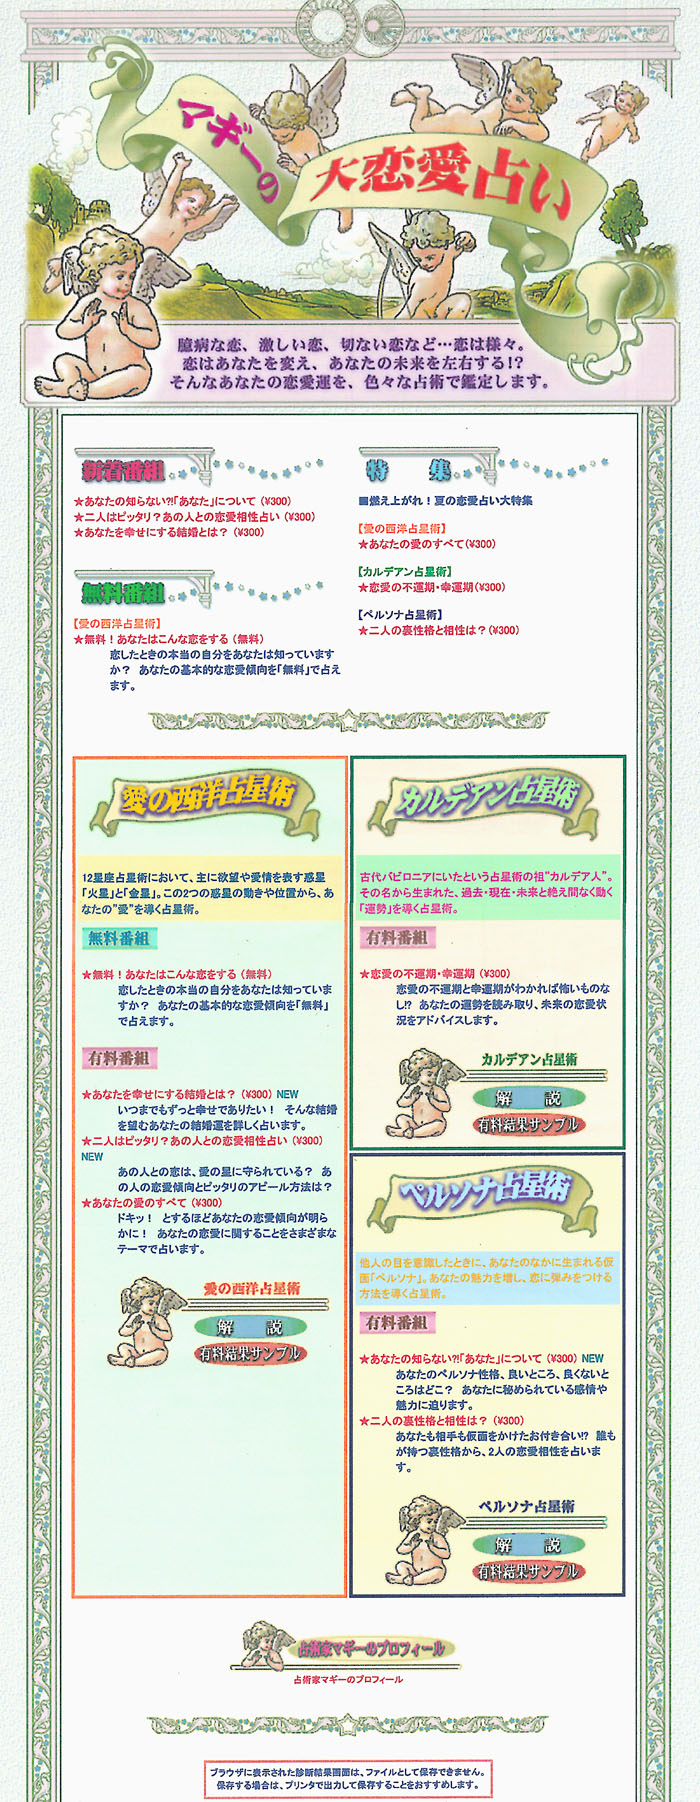 マギーの
大恋愛占い
臆病な恋、激しい恋、切ない恋など…恋は様々。
恋はあなたを変え、あなたの未来を左右する!?
そんなあなたの恋愛運を、色々な占術で鑑定します。
新着番組
★あなたの知らない?!「あなた」について（¥300）
★二人はピッタリ？あの人との恋愛相性占い（¥300）
★あなたを幸せにする結婚とは？（¥300）
無料番組
【愛の西洋占星術】
★無料！あなたはこんな恋をする（無料）
恋したときの本当の自分をあなたは知っています
か？　あなたの基本的な恋愛傾向を「無料」で占え
ます。
特　集
■燃え上がれ！夏の恋愛占い大特集
【愛の西洋占星術】
★あなたの愛のすべて（¥300）
【カルデアン占星術】
★恋愛の不運期・幸運期（¥300）
【ペルソナ占星術】
★二人の裏性格と相性は？（¥300）
愛の西洋占星術
12星座占星術において、主に欲望や愛情を表す惑星
「火星」と「金星」。この2つの惑星の動きや位置から、あ
なたの"愛"を導く占星術。
無料番組
★無料！あなたはこんな恋をする（無料）
恋したときの本当の自分をあなたは知っていま
すか？　あなたの基本的な恋愛傾向を「無料」
で占えます。
有料番組
★あなたを幸せにする結婚とは？（¥300）NEW
いつまでもずっと幸せでありたい！　そんな結婚
を望むあなたの結婚運を詳しく占います。
★二人はピッタリ？あの人との恋愛相性占い（¥300）
NEW
あの人との恋は、愛の星に守られている？　あ
の人の恋愛傾向とピッタリのアピール方法は？
★あなたの愛のすべて（¥300）
ドキッ！　とするほどあなたの恋愛傾向が明ら
かに！　あなたの恋愛に関することをさまざまな
テーマで占います。
愛の西洋占星術
解　説
有料結果サンプル
カルデアン占星術
古代バビロニアにいたという占星術の祖"カルデア人"。
その名から生まれた、過去・現在・未来と絶え間なく動く
「運勢」を導く占星術。
有料番組
★恋愛の不運期・幸運期（¥300）
恋愛の不運期と幸運期がわかれば怖いものな
し!?　あなたの運勢を読み取り、未来の恋愛状
況をアドバイスします。
カルデアン占星術
解　説
有料結果サンプル
ペルソナ占星術
他人の目を意識したときに、あなたのなかに生まれる仮
面「ペルソナ」。あなたの魅力を増し、恋に弾みをつける
方法を導く占星術。
有料番組
★あなたの知らない?!「あなた」について（¥300）NEW
あなたのペルソナ性格、良いところ、良くないと
ころはどこ？　あなたに秘められている感情や
魅力に迫ります。
★二人の裏性格と相性は？（¥300）
あなたも相手も仮面をかけたお付き合い!?　誰も
が持つ裏性格から、2人の恋愛相性を占いま
す。
ペルソナ占星術
解　説
有料結果サンプル
占術家マギーのプロフィール
占術家マギーのプロフィール
ブラウザに表示された診断結果画面は、ファイルとして保存できません。
保存する場合は、プリンタで出力して保存することをおすすめします。